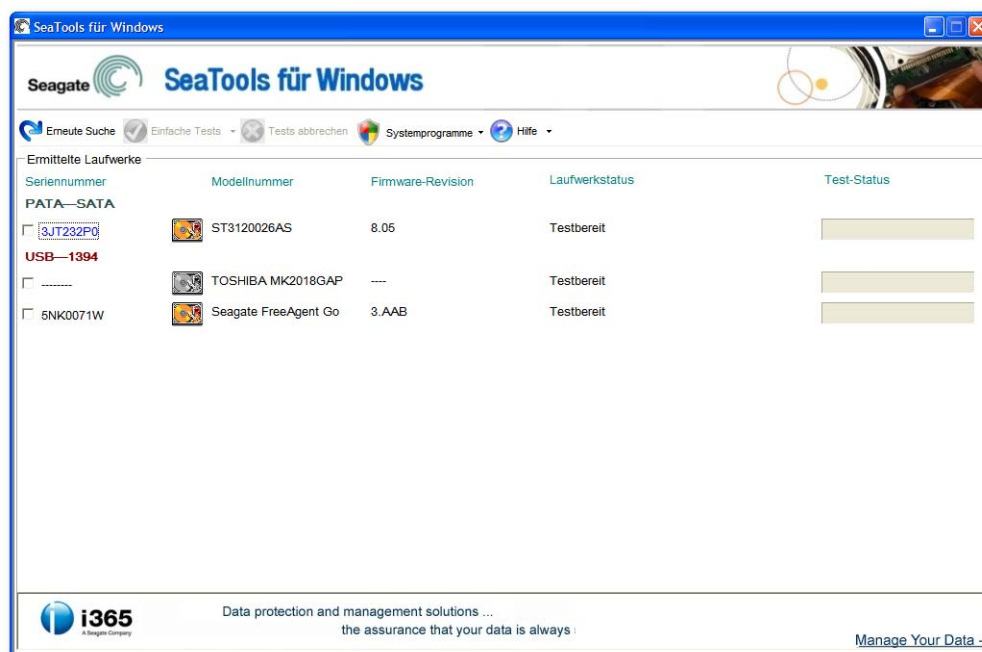 SeaTools für Windows
Seagate SeaTools für Windows
Erneute Suche Einfache Tests Tests abbrechen Systemprogramme Hilfe
Ermittelte Laufwerke
Seriennummer Modellnummer Firmware-Revision Laufwerkstatus Test-Status
PATA—SATA
3JT232P0 ST3120026AS 8.05 Testbereit
USB—1394
-------- TOSHIBA MK2018GAP ---- Testbereit
5NK0071W Seagate FreeAgent Go 3.AAB Testbereit
i365
A Seagate Company
Data protection and management solutions ...
the assurance that your data is always
Manage Your Data -